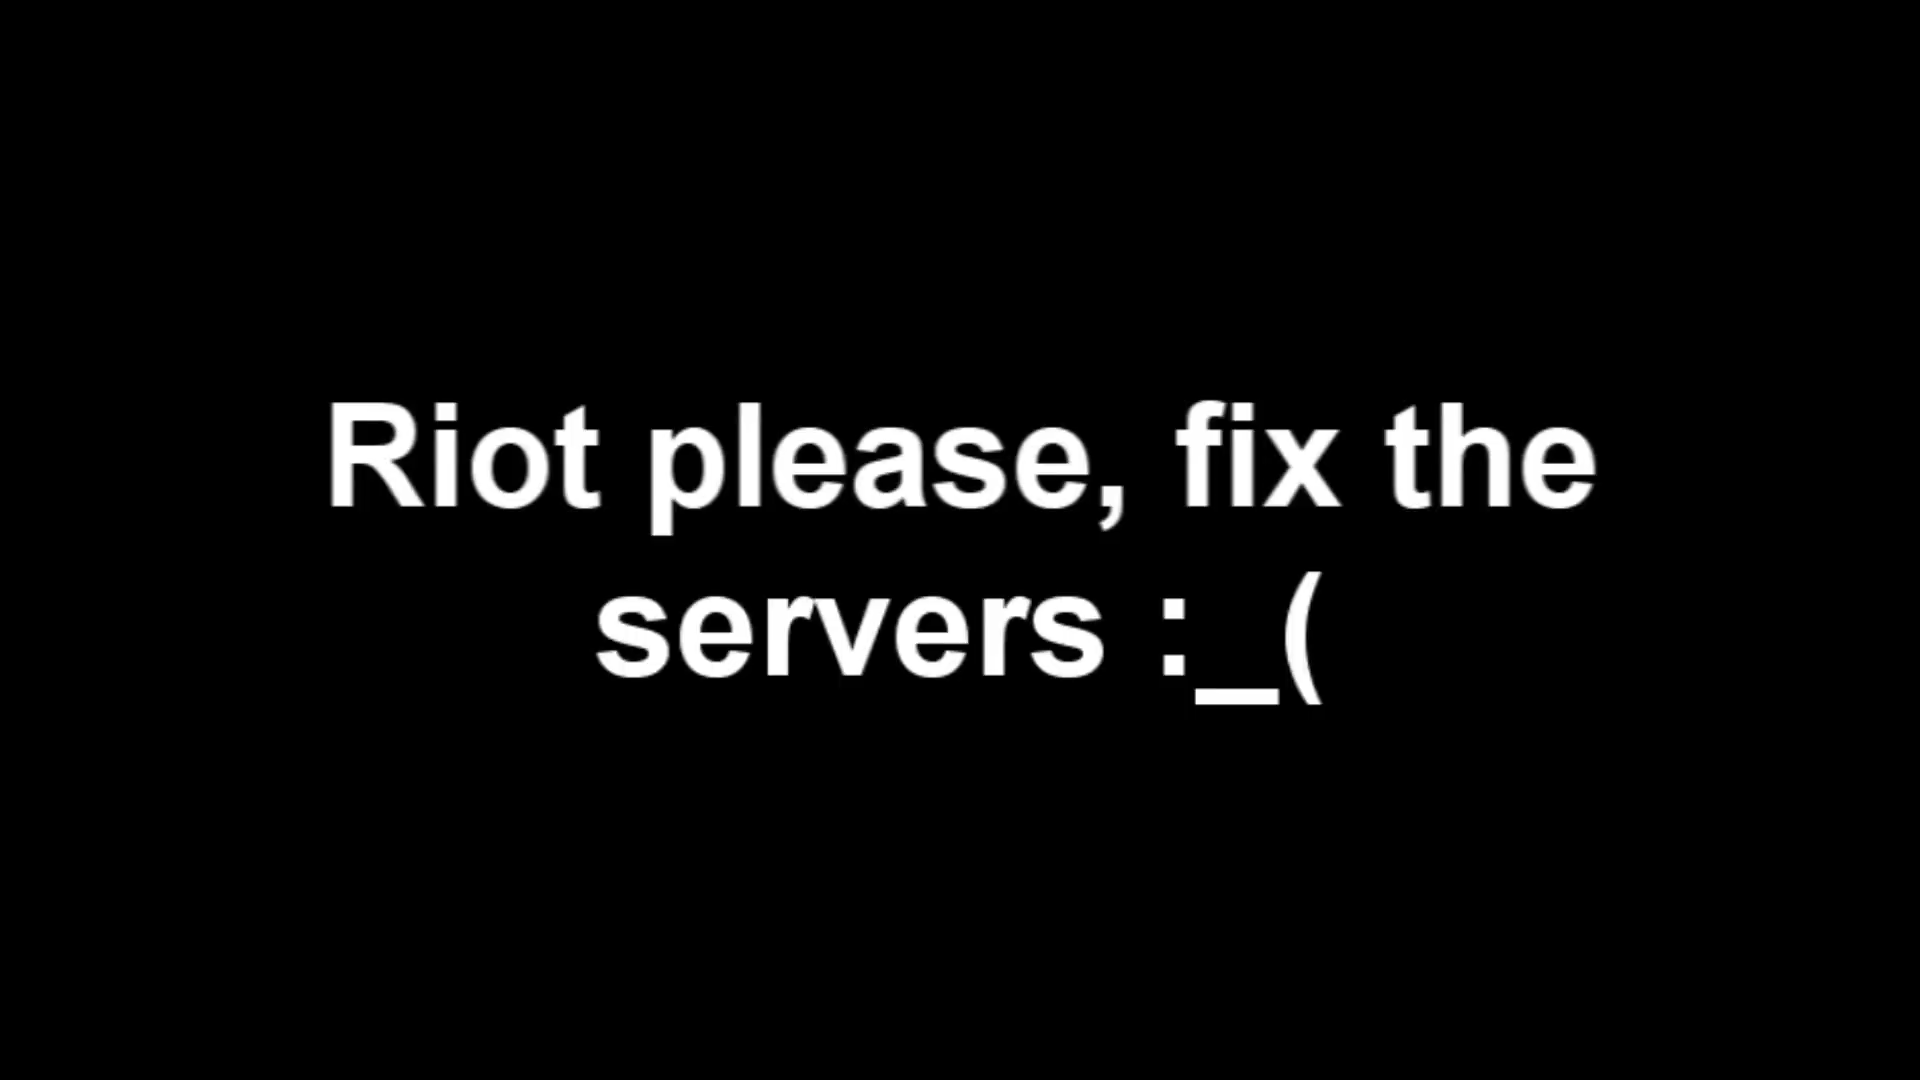 Riot please, fix the
servers :_(